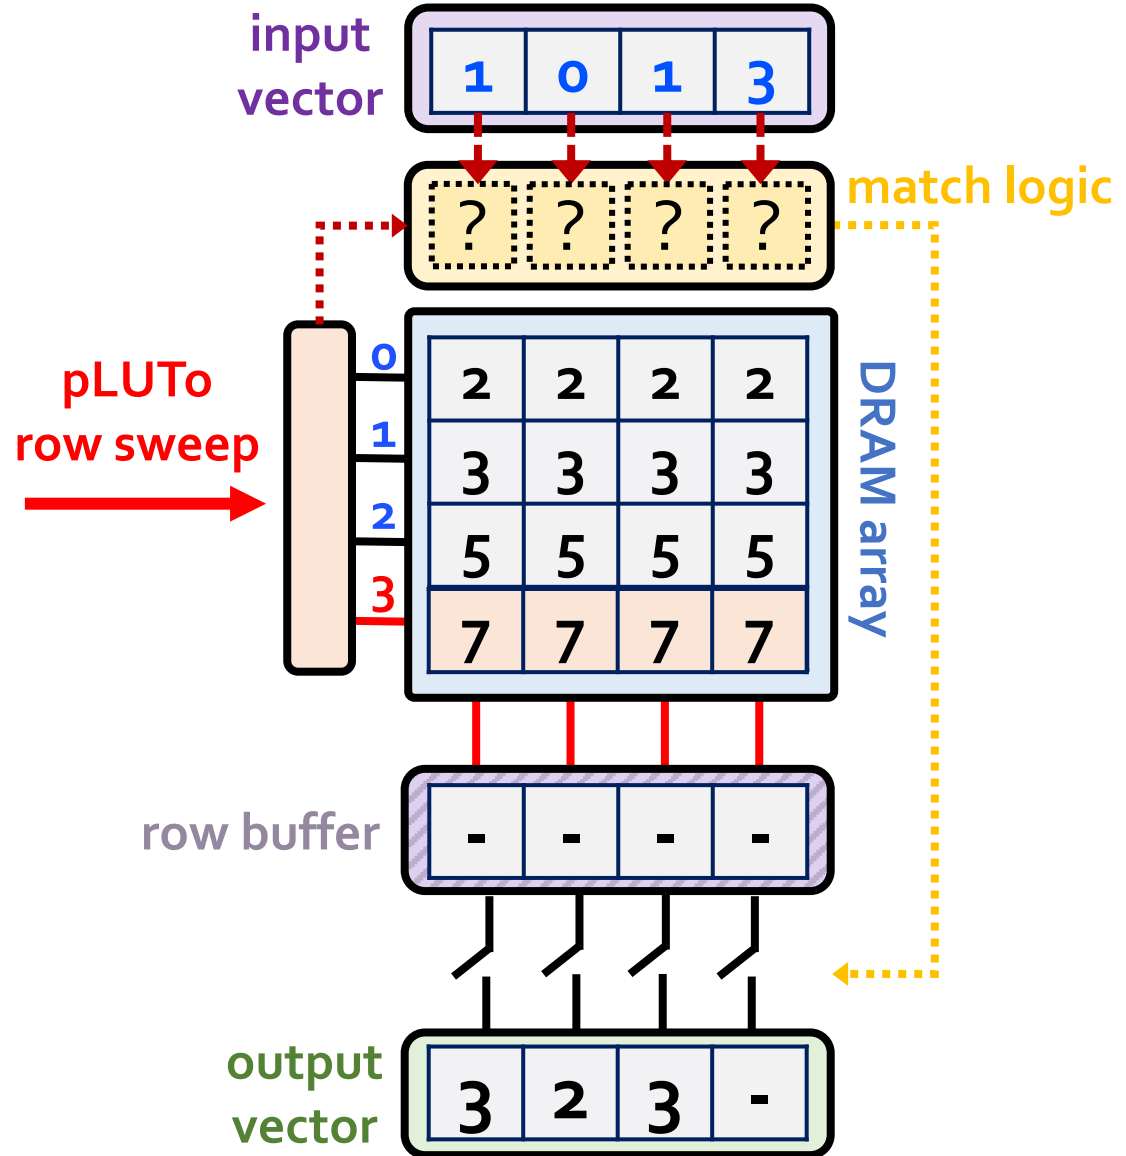 input
vector
1 0 1 3
? ? ? ?
match logic
pLUTo
row sweep
0
2 2 2 2
1
3 3 3 3
2
5 5 5 5
3
7 7 7 7
DRAM array
row buffer
- - - -
output
vector
3 2 3 -